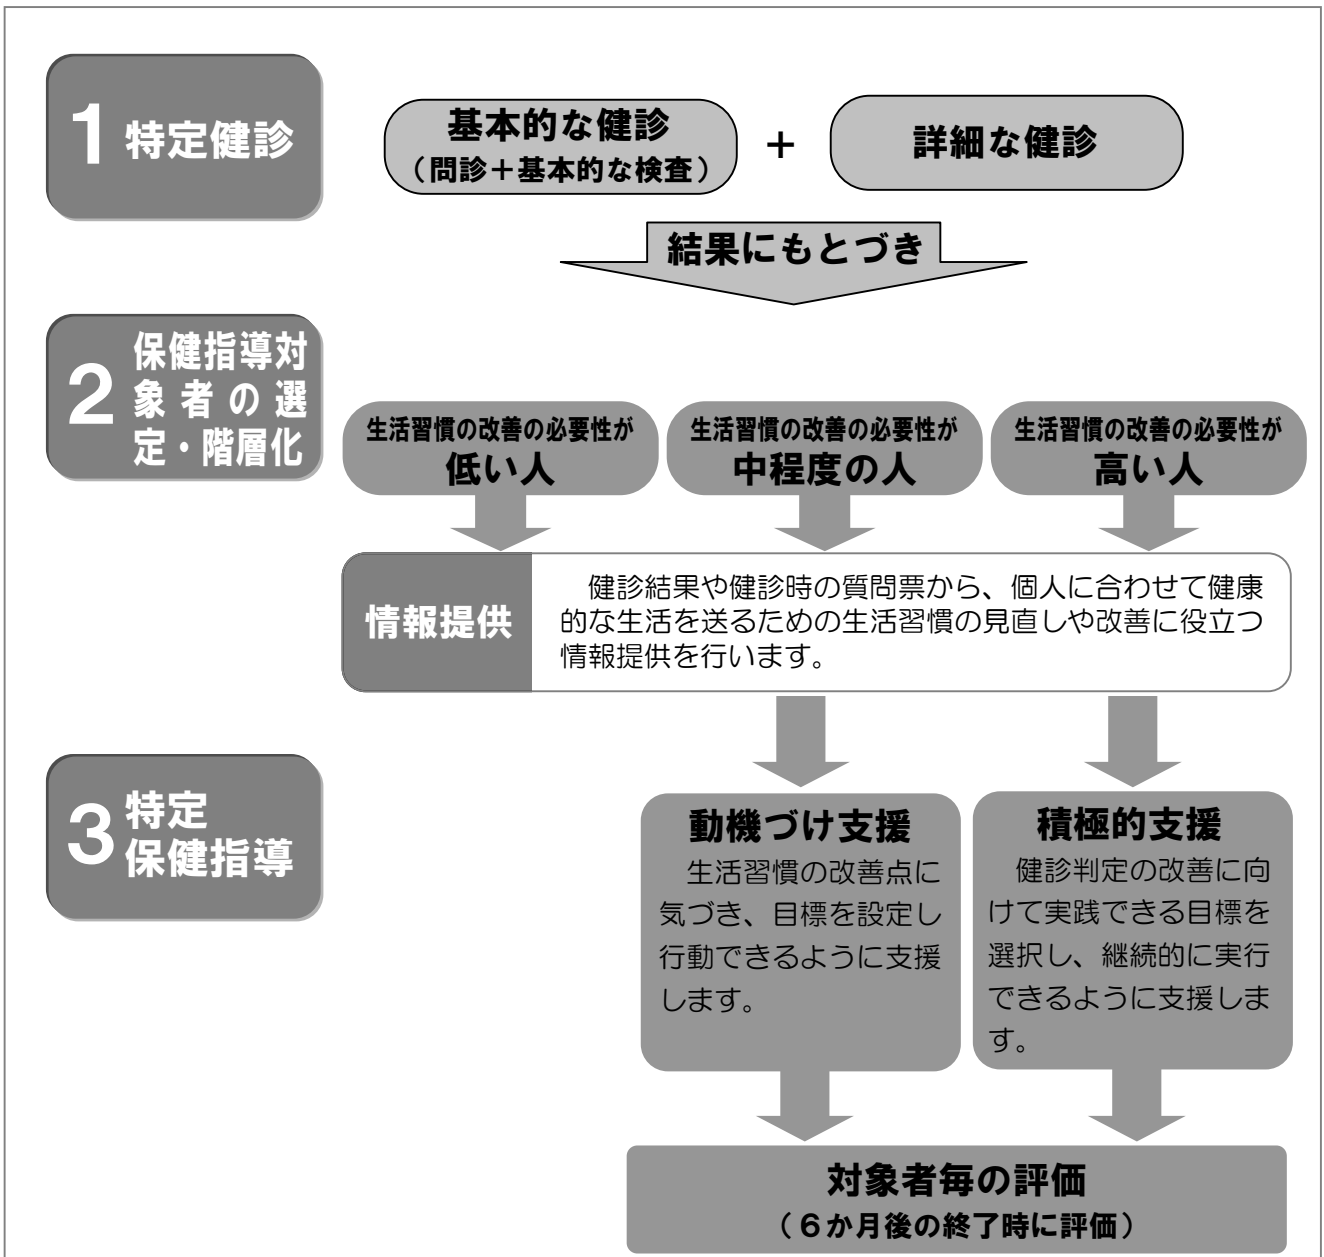 1 特定健診
基本的な健診
（問診＋基本的な検査）
＋
詳細な健診
結果にもとづき
2 保健指導対
象者の選
定・階層化
生活習慣の改善の必要性が
低い人
生活習慣の改善の必要性が
中程度の人
生活習慣の改善の必要性が
高い人
情報提供
健診結果や健診時の質問票から、個人に合わせて健康
的な生活を送るための生活習慣の見直しや改善に役立つ
情報提供を行います。
3 特定
保健指導
動機づけ支援
生活習慣の改善点に
気づき、目標を設定し
行動できるように支援
します。
積極的支援
健診判定の改善に向
けて実践できる目標を
選択し、継続的に実行
できるように支援しま
す。
対象者毎の評価
（６か月後の終了時に評価）